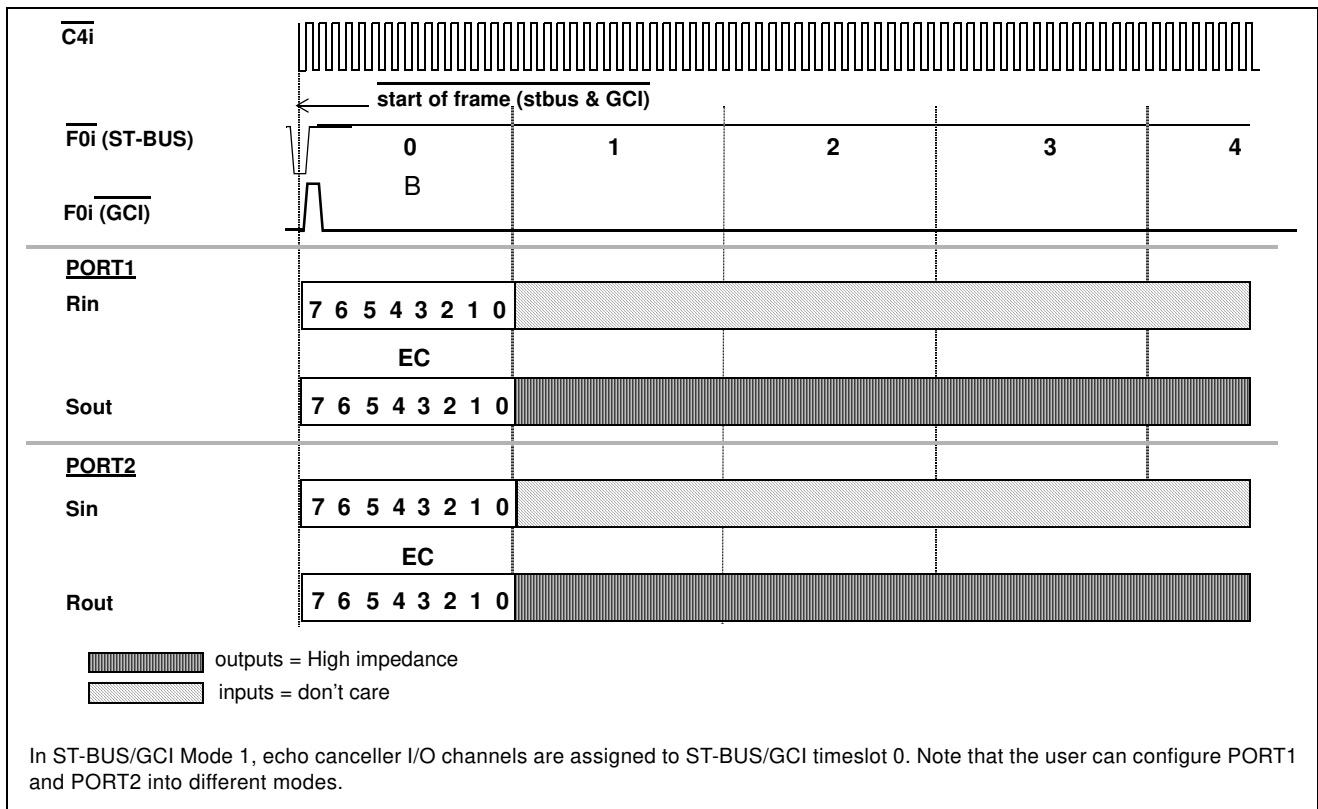 C4i
start of frame (stbus & GCI)
F0i (ST-BUS)
0 1 2 3 4
B
F0i (GCI)
PORT1
Rin
7 6 5 4 3 2 1 0
EC
Sout
7 6 5 4 3 2 1 0
PORT2
Sin
7 6 5 4 3 2 1 0
EC
Rout
7 6 5 4 3 2 1 0
outputs = High impedance
inputs = don't care
In ST-BUS/GCI Mode 1, echo canceller I/O channels are assigned to ST-BUS/GCI timeslot 0. Note that the user can configure PORT1
and PORT2 into different modes.